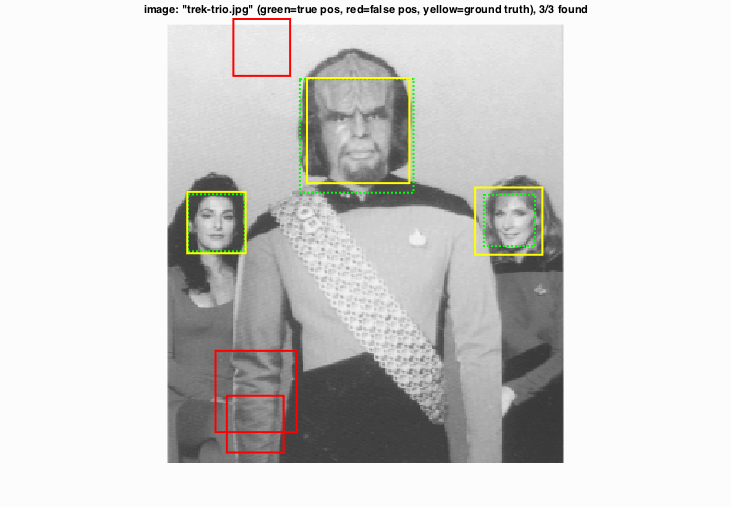 image: "trek-trio.jpg" (green=true pos, red=false pos, yellow=ground truth), 3/3 found